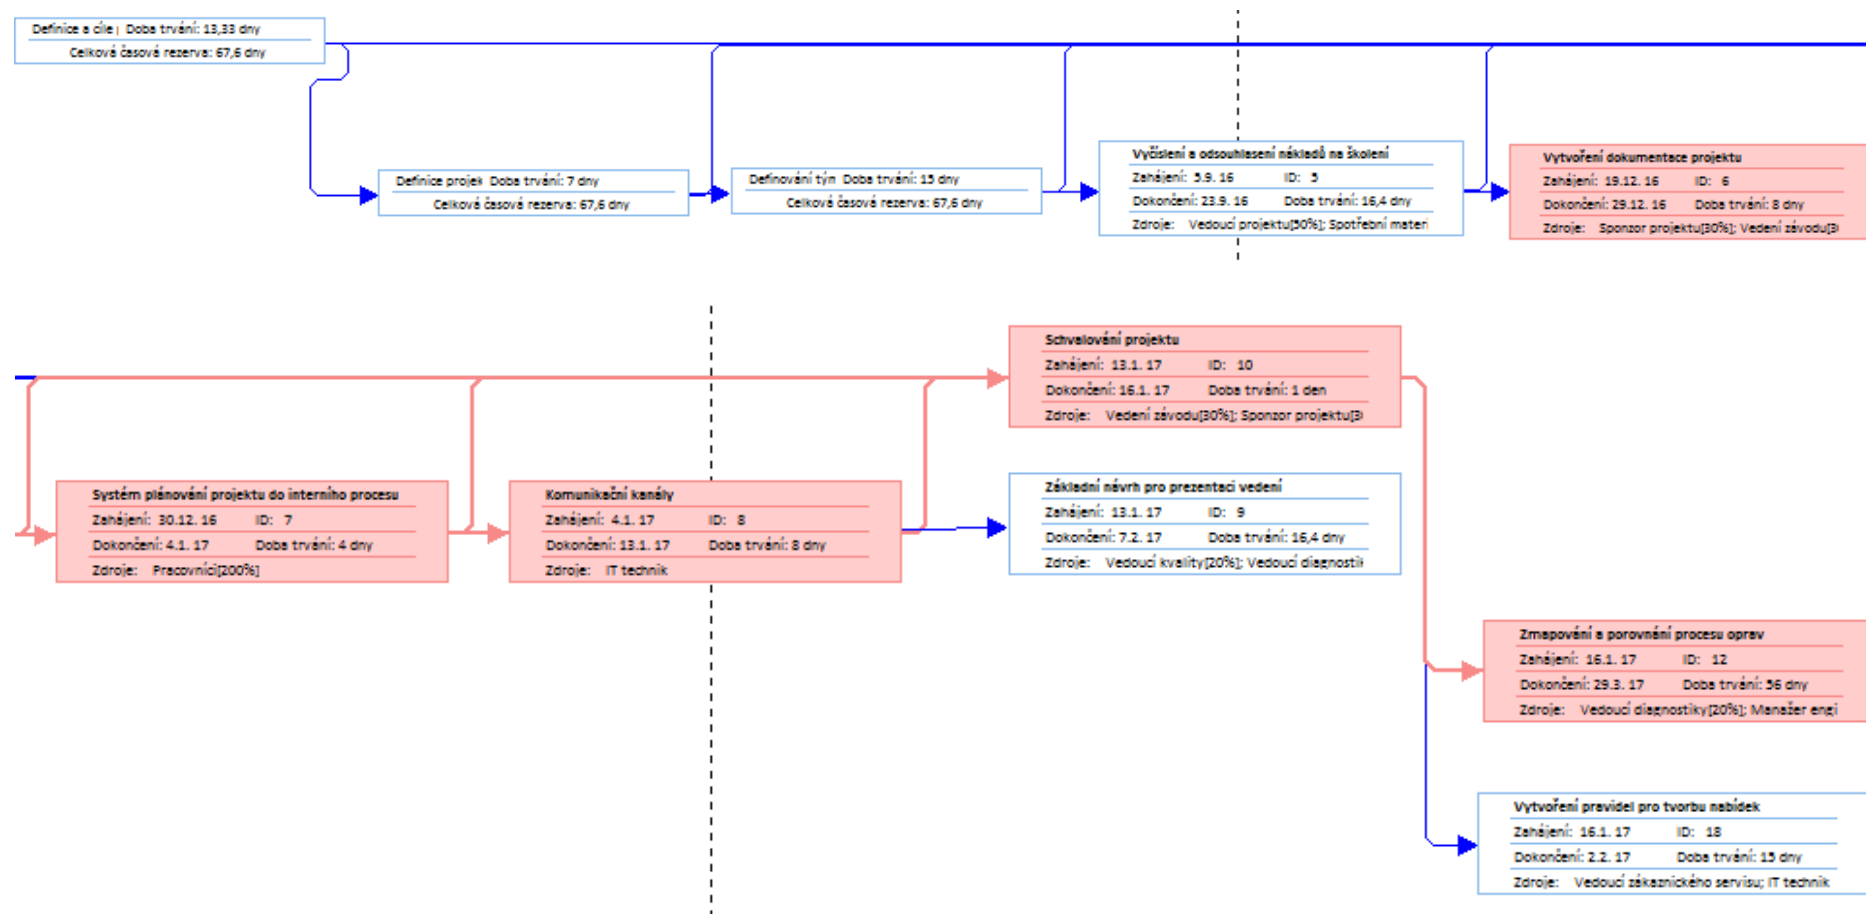 Definice a cíle Doba trvání: 13,33 dny
Celková časová rezerva: 67,6 dny
Definice projek Doba trvání: 7 dny
Celková časová rezerva: 67,6 dny
Definování tým Doba trvání: 15 dny
Celková časová rezerva: 67,6 dny
Vyčíslení a odsouhlasení nákladů na školení
Zahájení: 5.9. 16 ID: 5
Dokončení: 23.9. 16 Doba trvání: 16,4 dny
Zdroje: Vedoucí projektu[50%]; Spotřební materi
Vytvoření dokumentace projektu
Zahájení: 19.12. 16 ID: 6
Dokončení: 29.12. 16 Doba trvání: 8 dny
Zdroje: Sponzor projektu[30%]; Vedení závodu[3
Schvalování projektu
Zahájení: 13.1. 17 ID: 10
Dokončení: 16.1. 17 Doba trvání: 1 den
Zdroje: Vedení závodu[30%]; Sponzor projektu[3
Systém plánování projektu do interního procesu
Zahájení: 30.12. 16 ID: 7
Dokončení: 4.1. 17 Doba trvání: 4 dny
Zdroje: Pracovníci[200%]
Komunikační kanály
Zahájení: 4.1. 17 ID: 8
Dokončení: 13.1. 17 Doba trvání: 8 dny
Zdroje: IT technik
Základní návrh pro prezentaci vedení
Zahájení: 13.1. 17 ID: 9
Dokončení: 7.2. 17 Doba trvání: 16,4 dny
Zdroje: Vedoucí kvality[20%]; Vedoucí diagnostik
Zmapování a porovnání procesu oprav
Zahájení: 16.1. 17 ID: 12
Dokončení: 29.3. 17 Doba trvání: 56 dny
Zdroje: Vedoucí diagnostiky[20%]; Manažer engi
Vytvoření pravidel pro tvorbu nabídek
Zahájení: 16.1. 17 ID: 18
Dokončení: 2.2. 17 Doba trvání: 15 dny
Zdroje: Vedoucí zákaznického servisu; IT technik